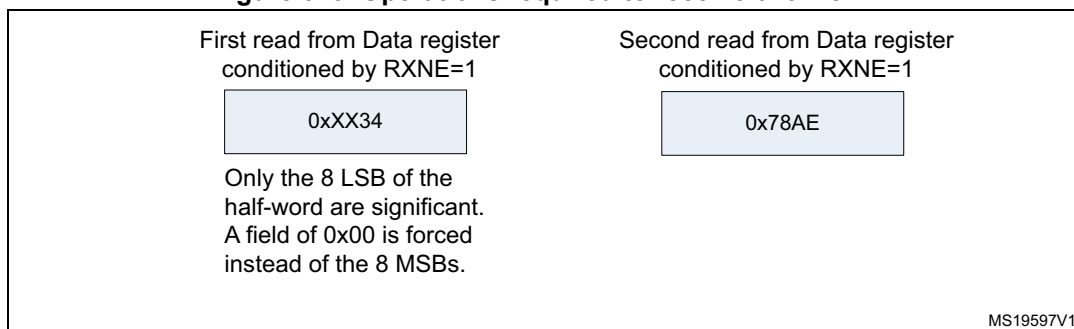 First read from Data register
conditioned by RXNE=1
0xXX34
Only the 8 LSB of the
half-word are significant.
A field of 0x00 is forced
instead of the 8 MSBs.
Second read from Data register
conditioned by RXNE=1
0x78AE
MS19597V1